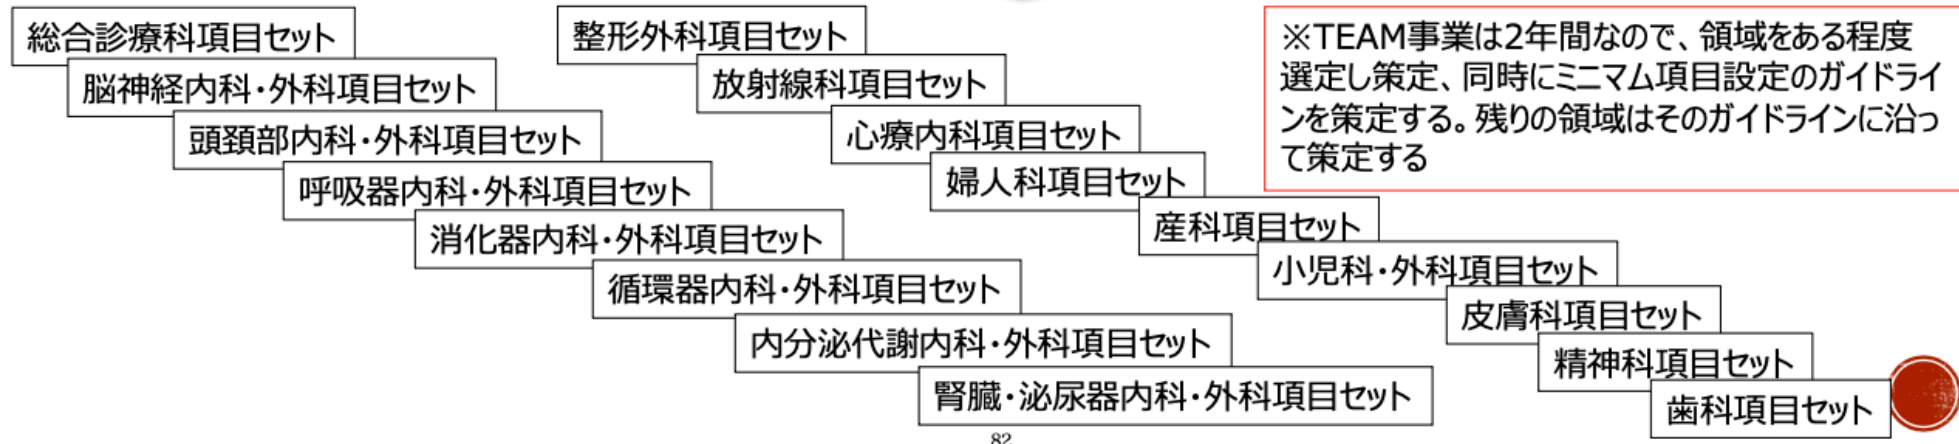 総合診療科項目セット
脳神経内科・外科項目セット
頭頚部内科・外科項目セット
呼吸器内科・外科項目セット
消化器内科・外科項目セット
循環器内科・外科項目セット
内分泌代謝内科・外科項目セット
腎臓・泌尿器内科・外科項目セット
整形外科項目セット
放射線科項目セット
心療内科項目セット
婦人科項目セット
産科項目セット
小児科・外科項目セット
皮膚科項目セット
精神科項目セット
歯科項目セット
※TEAM事業は2年間なので、領域をある程度
選定し策定、同時にミニマム項目設定のガイドライ
ンを策定する。残りの領域はそのガイドラインに沿っ
て策定する
82